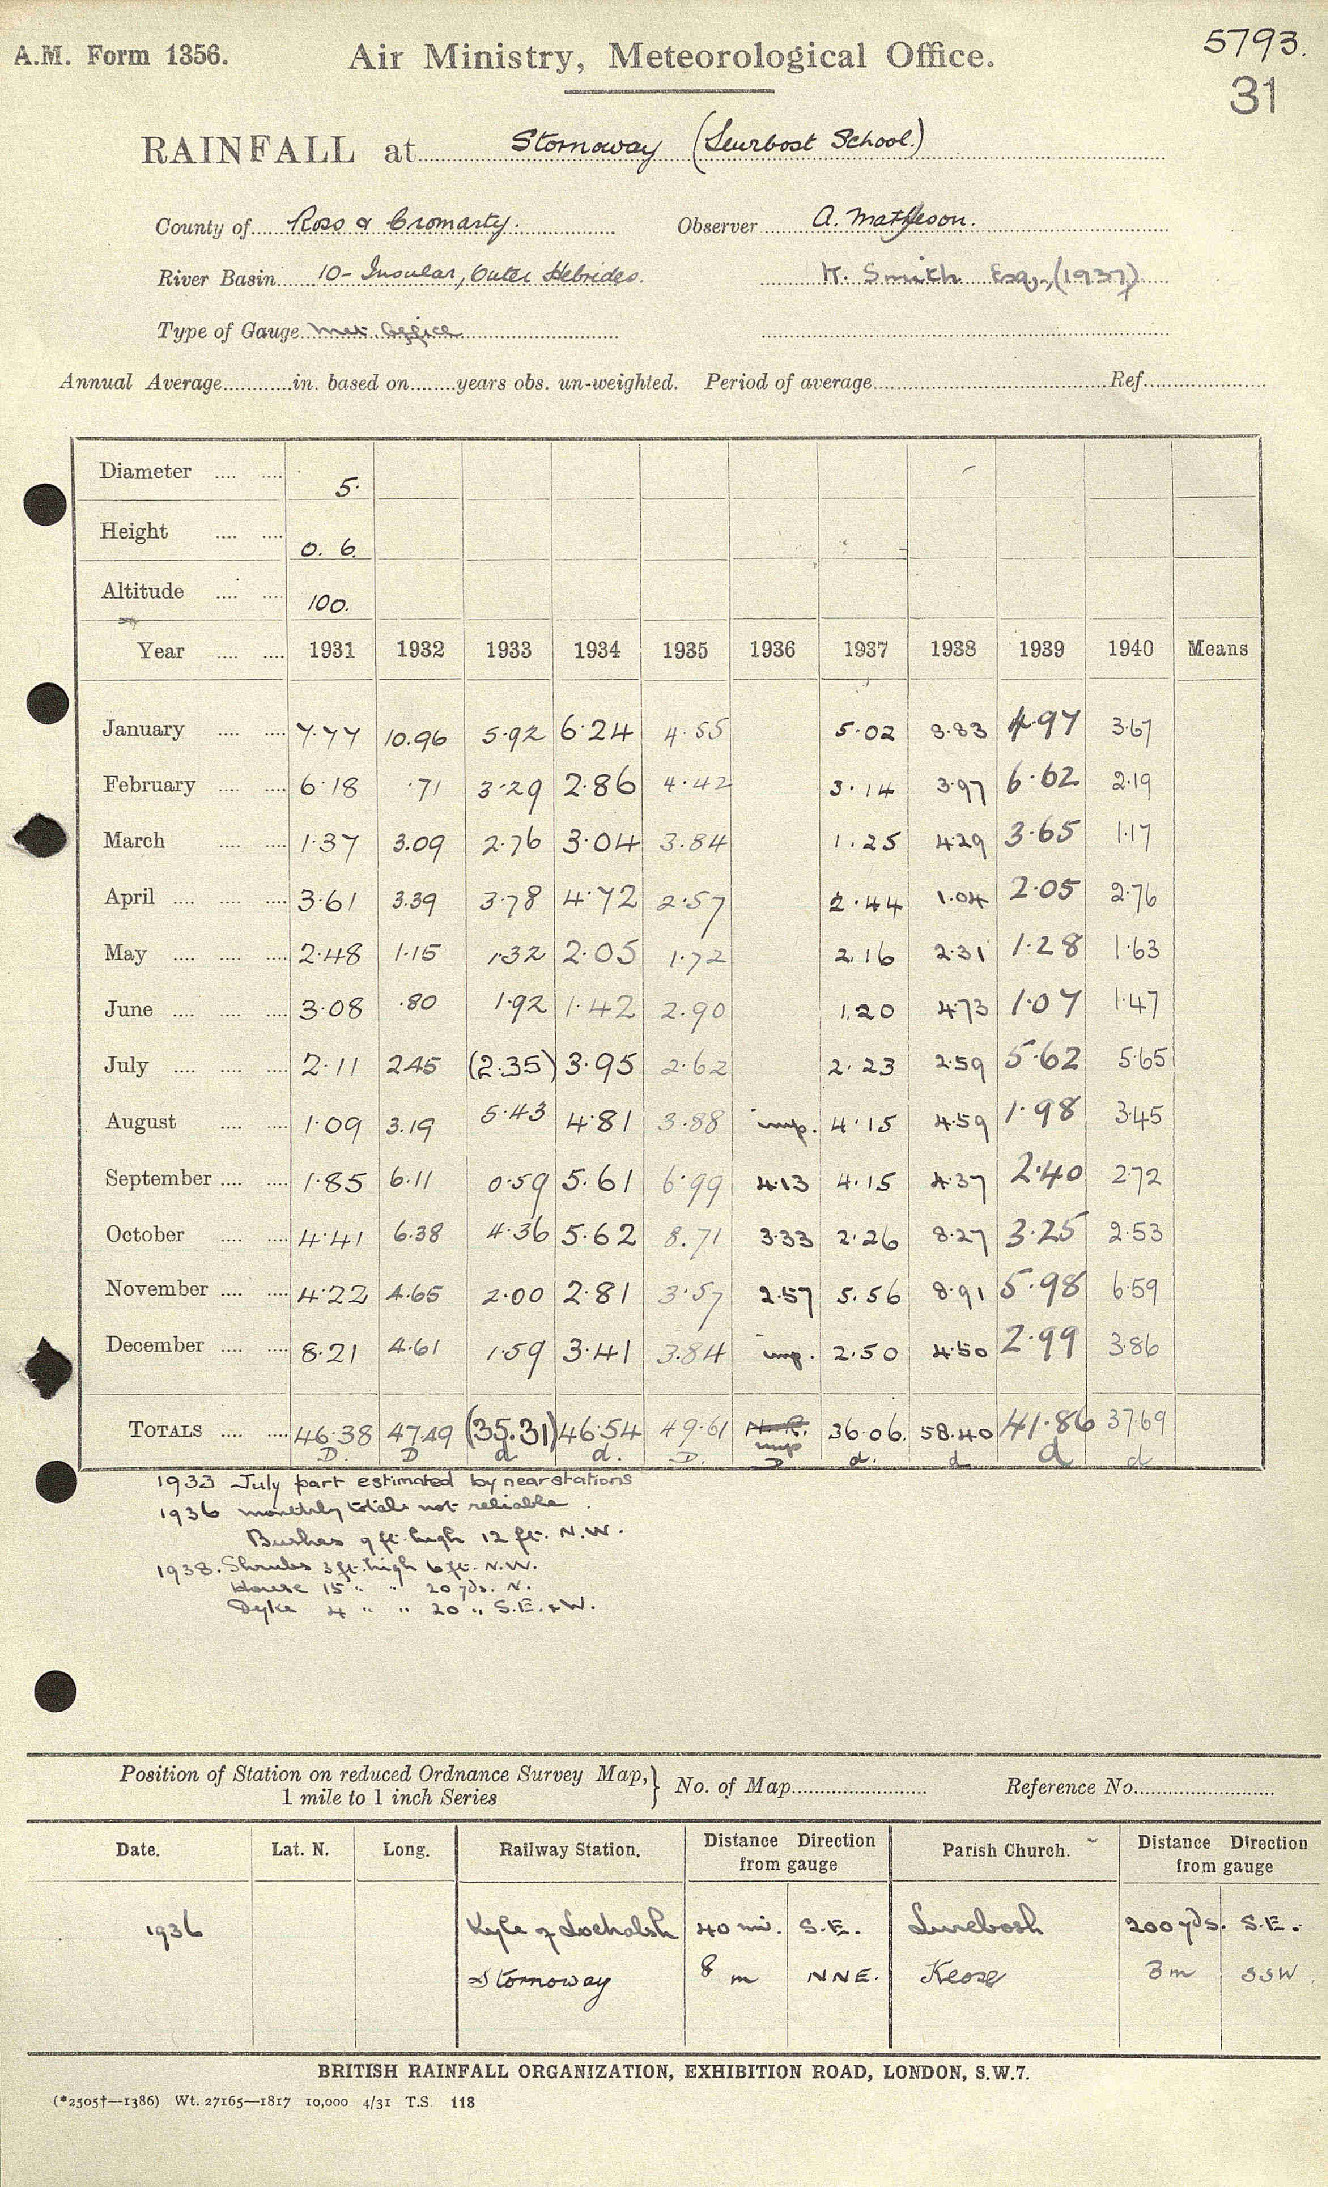 A.M. Form 1356. Air Ministry, Meteorological Office. 5793.
31
RAINFALL at Stornoway (Leurbost School)
County of Ross & Cromarty. Observer A. Matheson.
River Basin 10 - Insular, Outer Hebrides. K. Smith Esq., (1937)
Type of Gauge Met. Office
Annual Average in. based on years obs. un-weighted. Period of average Ref
Diameter 5.
Height 0. 6.
Altitude 100.
Year 1931 1932 1933 1934 1935 1936 1937 1938 1939 1940 Means
January 7.77 10.96 5.92 6.24 4.55 5.02 3.83 4.97 3.67
February 6.18 .71 3.29 2.86 4.42 3.14 3.97 6.62 2.19
March 1.37 3.09 2.76 3.04 3.84 1.25 4.29 3.65 1.17
April 3.61 3.39 3.78 4.72 2.57 2.44 1.04 2.05 2.76
May 2.48 1.15 1.32 2.05 1.72 2.16 2.31 1.28 1.63
June 3.08 .80 1.92 1.42 2.90 1.20 4.73 1.07 1.47
July 2.11 2.45 (2.35) 3.95 2.62 2.23 2.59 5.62 5.65
August 1.09 3.19 5.43 4.81 3.88 imp. 4.15 4.59 1.98 3.45
September 1.85 6.11 0.59 5.61 6.99 4.13 4.15 4.37 2.40 2.72
October 4.41 6.38 4.36 5.62 8.71 3.33 2.26 8.27 3.25 2.53
November 4.22 4.65 2.00 2.81 3.57 2.57 5.56 8.91 5.98 6.59
December 8.21 4.61 1.59 3.41 3.84 imp. 2.50 4.50 2.99 3.86
TOTALS 46.38 47.49 (35.31) 46.54 49.61 imp 36.06. 58.40 41.86 37.69
D. D d d. D. D d. d d d
1933 July part estimated by near stations
1936 monthly totals not reliable.
Bushes 9 ft. high 12 ft. N.W.
1938. Shrubs 3 ft. high 6 ft. N.W.
House 15 " " 20 yds. N.
Dyke 4 " " 20 " S.E. & W.
Position of Station on reduced Ordnance Survey Map, 1 mile to 1 inch Series } No. of Map Reference No.
Date. Lat. N. Long. Railway Station. Distance Direction from gauge Parish Church. Distance Direction from gauge
1936 Kyle of Lochalsh 40 mi. S.E. Lurebosh 200 yds. S.E.
Stornoway 8 m NNE. Keose 3 m SSW.
BRITISH RAINFALL ORGANIZATION, EXHIBITION ROAD, LONDON, S.W.7.
(*2505†—1386) Wt. 27165—1817 10,000 4/31 T.S. 113